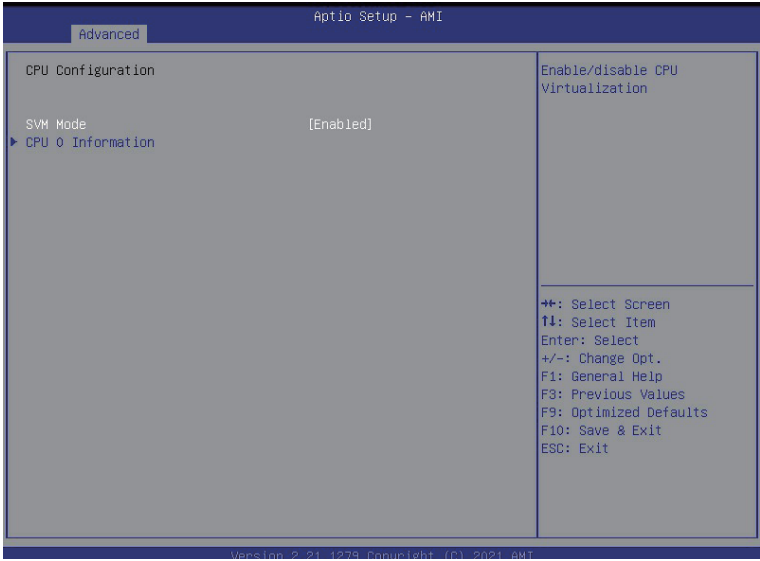 Aptio Setup – AMI
Advanced
CPU Configuration
SVM Mode [Enabled]
CPU 0 Information
Enable/disable CPU
Virtualization
→←: Select Screen
↑↓: Select Item
Enter: Select
+/-: Change Opt.
F1: General Help
F3: Previous Values
F9: Optimized Defaults
F10: Save & Exit
ESC: Exit
Version 2.21.1279 Copyright (C) 2021 AMI